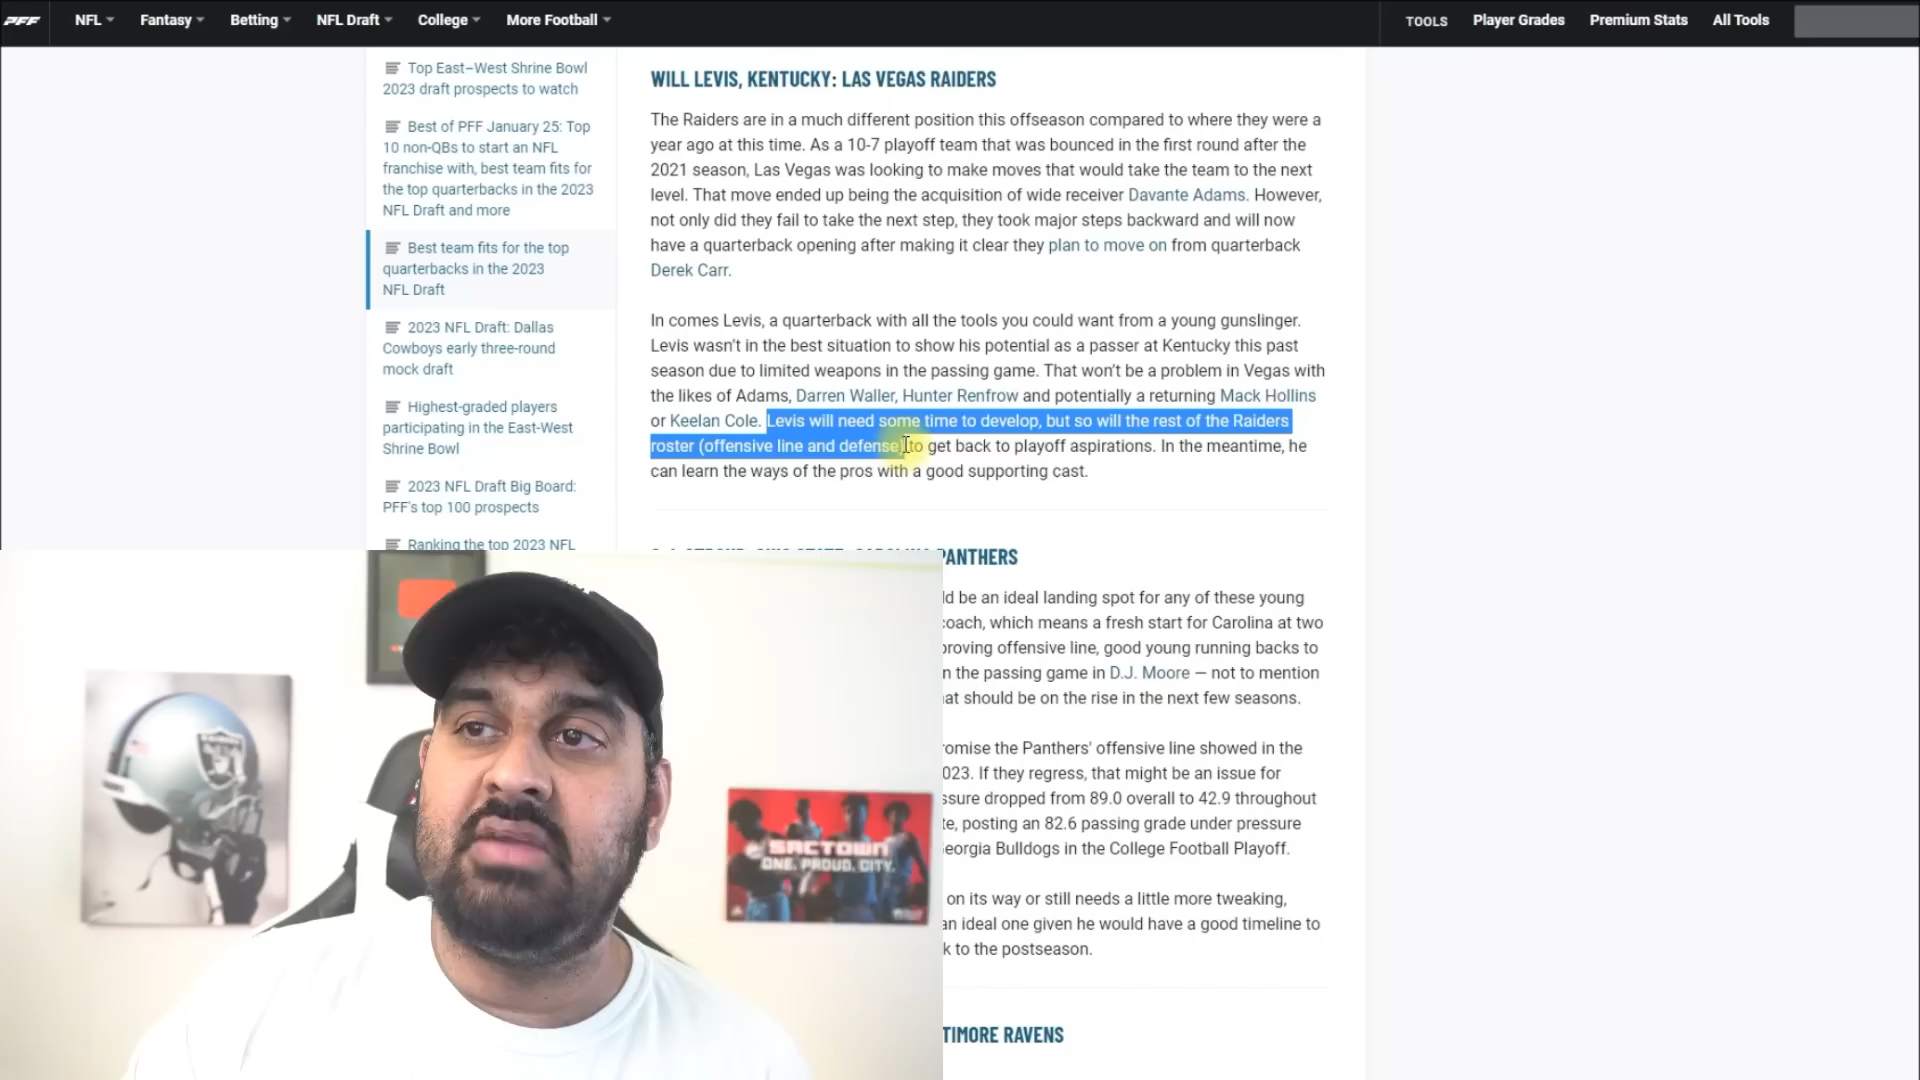 PFF NFL Fantasy Betting NFL Draft College More Football TOOLS Player Grades Premium Stats All Tools
Top East–West Shrine Bowl
2023 draft prospects to watch
Best of PFF January 25: Top
10 non-QBs to start an NFL
franchise with, best team fits for
the top quarterbacks in the 2023
NFL Draft and more
Best team fits for the top
quarterbacks in the 2023
NFL Draft
2023 NFL Draft: Dallas
Cowboys early three-round
mock draft
Highest-graded players
participating in the East-West
Shrine Bowl
2023 NFL Draft Big Board:
PFF's top 100 prospects
Ranking the top 2023 NFL
WILL LEVIS, KENTUCKY: LAS VEGAS RAIDERS
The Raiders are in a much different position this offseason compared to where they were a
year ago at this time. As a 10-7 playoff team that was bounced in the first round after the
2021 season, Las Vegas was looking to make moves that would take the team to the next
level. That move ended up being the acquisition of wide receiver Davante Adams. However,
not only did they fail to take the next step, they took major steps backward and will now
have a quarterback opening after making it clear they plan to move on from quarterback
Derek Carr.
In comes Levis, a quarterback with all the tools you could want from a young gunslinger.
Levis wasn't in the best situation to show his potential as a passer at Kentucky this past
season due to limited weapons in the passing game. That won't be a problem in Vegas with
the likes of Adams, Darren Waller, Hunter Renfrow and potentially a returning Mack Hollins
or Keelan Cole. Levis will need some time to develop, but so will the rest of the Raiders
roster (offensive line and defense) to get back to playoff aspirations. In the meantime, he
can learn the ways of the pros with a good supporting cast.
PANTHERS
ld be an ideal landing spot for any of these young
coach, which means a fresh start for Carolina at two
proving offensive line, good young running backs to
n the passing game in D.J. Moore — not to mention
at should be on the rise in the next few seasons.
romise the Panthers' offensive line showed in the
023. If they regress, that might be an issue for
ssure dropped from 89.0 overall to 42.9 throughout
te, posting an 82.6 passing grade under pressure
Georgia Bulldogs in the College Football Playoff.
on its way or still needs a little more tweaking,
an ideal one given he would have a good timeline to
k to the postseason.
TIMORE RAVENS
RAIDERS
SACTOWN
ONE. PROUD. CITY.